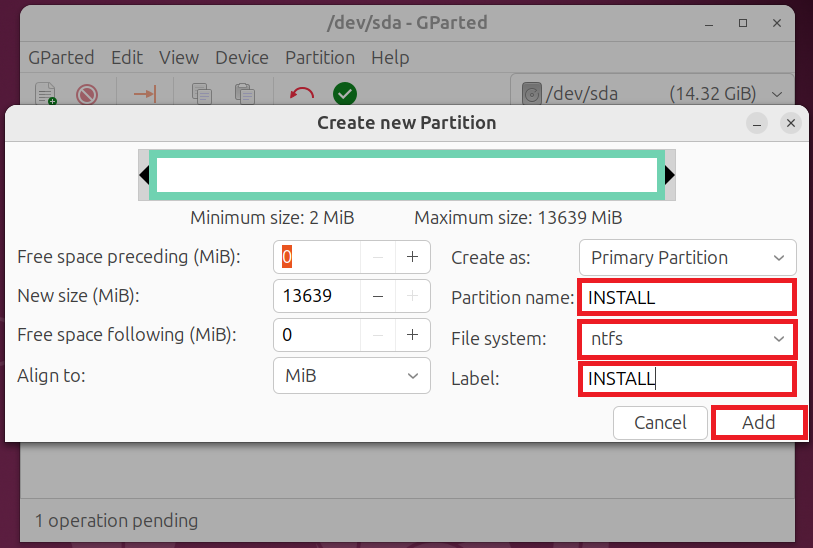 /dev/sda - GParted
GParted Edit View Device Partition Help
/dev/sda (14.32 GiB)
Create new Partition
Minimum size: 2 MiB Maximum size: 13639 MiB
Free space preceding (MiB): 0 Create as: Primary Partition
New size (MiB): 13639 Partition name: INSTALL
Free space following (MiB): 0 File system: ntfs
Align to: MiB Label: INSTALL
Cancel Add
1 operation pending